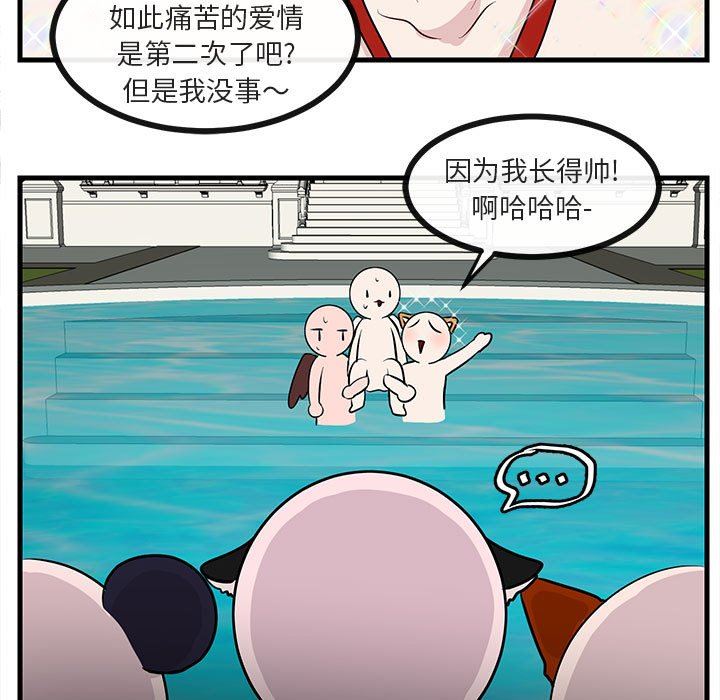 如此痛苦的爱情
是第二次了吧?
但是我没事～
因为我长得帅!
啊哈哈哈-
...